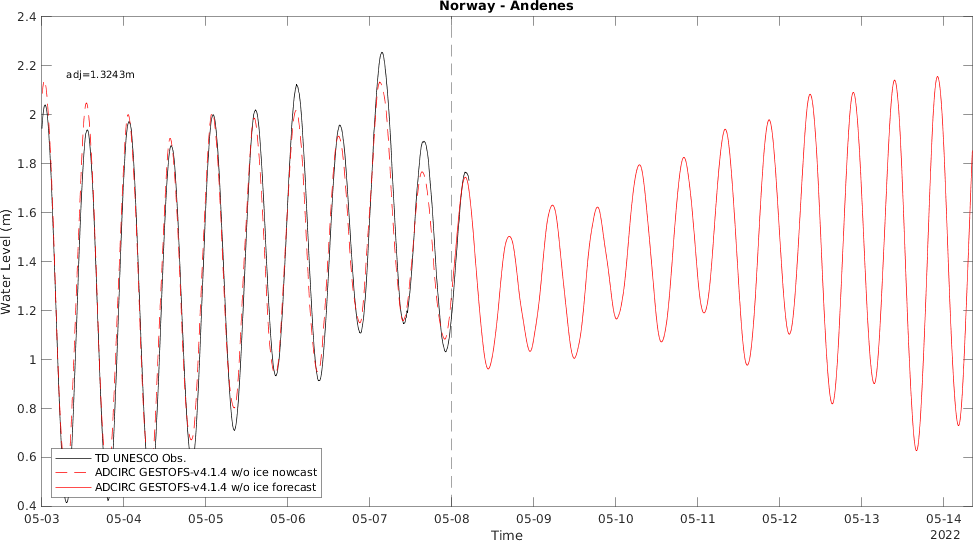 Norway - Andenes
adj=1.3243m
Water Level (m)
2.4
2.2
2
1.8
1.6
1.4
1.2
1
0.8
0.6
0.4
TD UNESCO Obs.
ADCIRC GESTOFS-v4.1.4 w/o ice nowcast
ADCIRC GESTOFS-v4.1.4 w/o ice forecast
05-03 05-04 05-05 05-06 05-07 05-08 05-09 05-10 05-11 05-12 05-13 05-14
2022
Time